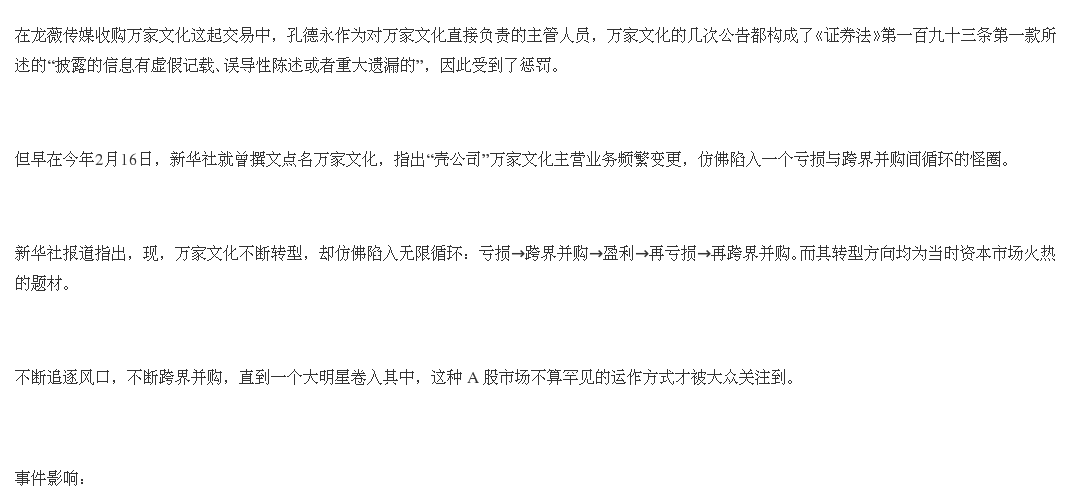 在龙薇传媒收购万家文化这起交易中，孔德永作为对万家文化直接负责的主管人员，万家文化的几次公告都构成了《证券法》第一百九十三条第一款所
述的“披露的信息有虚假记载、误导性陈述或者重大遗漏的”，因此受到了惩罚。
但早在今年2月16日，新华社就曾撰文点名万家文化，指出“壳公司”万家文化主营业务频繁变更，仿佛陷入一个亏损与跨界并购间循环的怪圈。
新华社报道指出，现，万家文化不断转型，却仿佛陷入无限循环：亏损→跨界并购→盈利→再亏损→再跨界并购。而其转型方向均为当时资本市场火热
的题材。
不断追逐风口，不断跨界并购，直到一个大明星卷入其中，这种 A 股市场不算罕见的运作方式才被大众关注到。
事件影响：